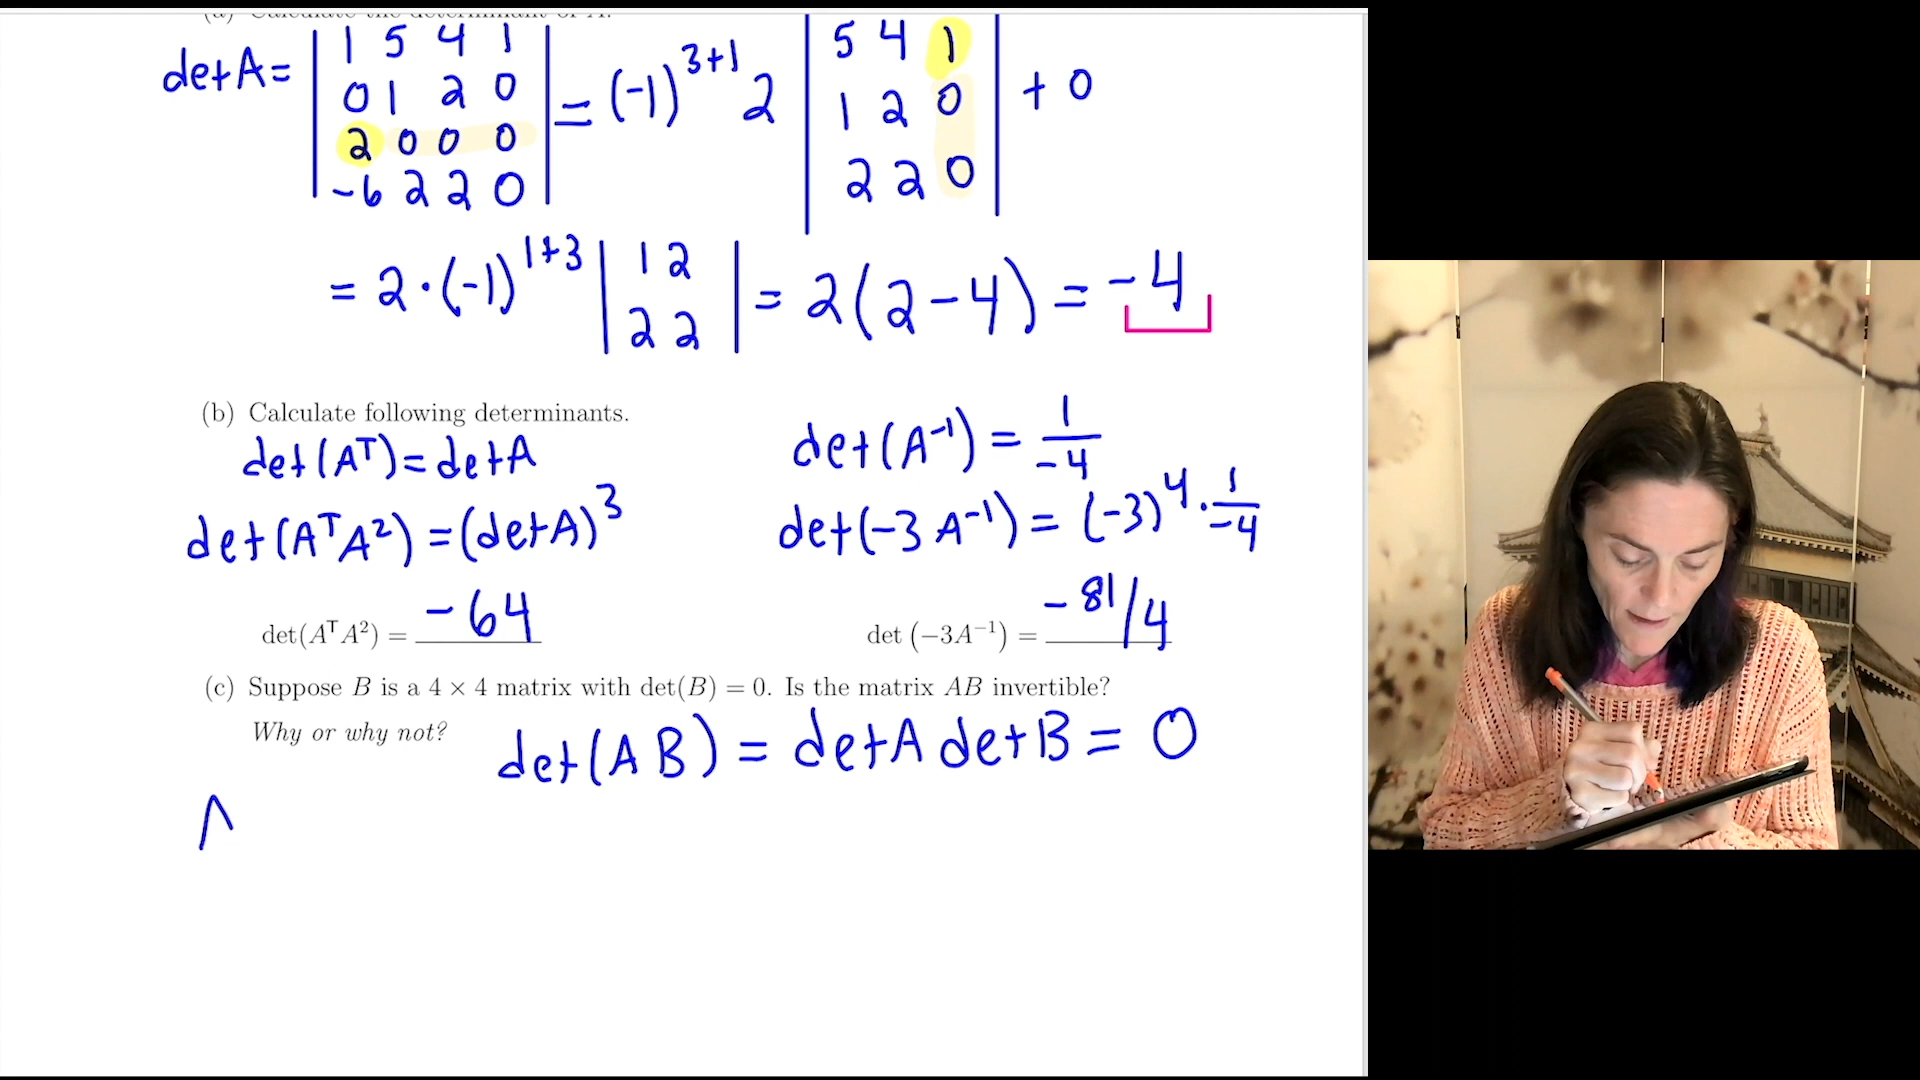 (a) Calculate the determinant of A.
detA = | 1 5 4 1 | = (-1)^{3+1} 2 | 5 4 1 | + 0
| 0 1 2 0 | | 1 2 0 |
| 2 0 0 0 | | 2 2 0 |
| -6 2 2 0 |
= 2 · (-1)^{1+3} | 1 2 | = 2(2-4) = -4
| 2 2 |
(b) Calculate following determinants.
det(A^T) = detA
det(A^{-1}) = 1/-4
det(A^T A^2) = (detA)^3
det(-3A^{-1}) = (-3)^4 · 1/-4
det(A^T A^2) = -64
det (-3A^{-1}) = -81/4
(c) Suppose B is a 4 × 4 matrix with det(B) = 0. Is the matrix AB invertible?
Why or why not? det(AB) = detA detB = 0